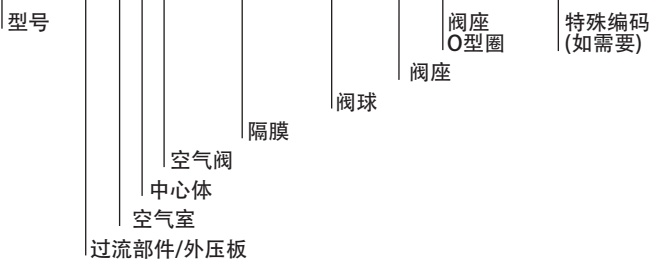 型号
阀座
O型圈
特殊编码
(如需要)
阀座
阀球
隔膜
空气阀
中心体
空气室
过流部件/外压板